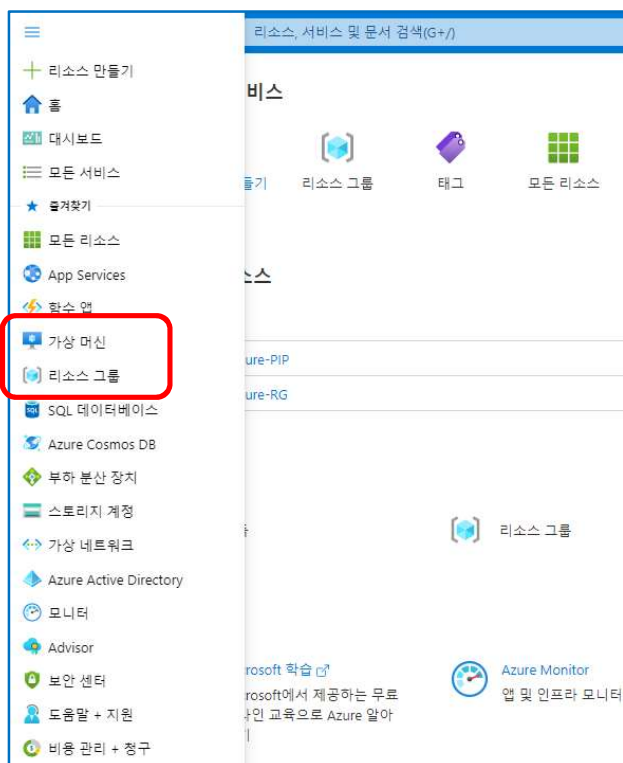 리소스, 서비스 및 문서 검색(G+/)
리소스 만들기
홈
대시보드
모든 서비스
즐겨찾기
모든 리소스
App Services
함수 앱
가상 머신
리소스 그룹
SQL 데이터베이스
Azure Cosmos DB
부하 분산 장치
스토리지 계정
가상 네트워크
Azure Active Directory
모니터
Advisor
보안 센터
도움말 + 지원
비용 관리 + 청구
비스
들기
리소스 그룹
태그
모든 리소스
소스
ure-PIP
ure-RG
리소스 그룹
rosoft 학습
rosoft에서 제공하는 무료
인 교육으로 Azure 알아
Azure Monitor
앱 및 인프라 모니터